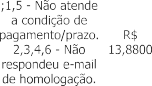 ;1,5 - Não atende
a condição de
pagamento/prazo. R$
2,3,4,6 - Não 13,8800
respondeu e-mail
de homologação.